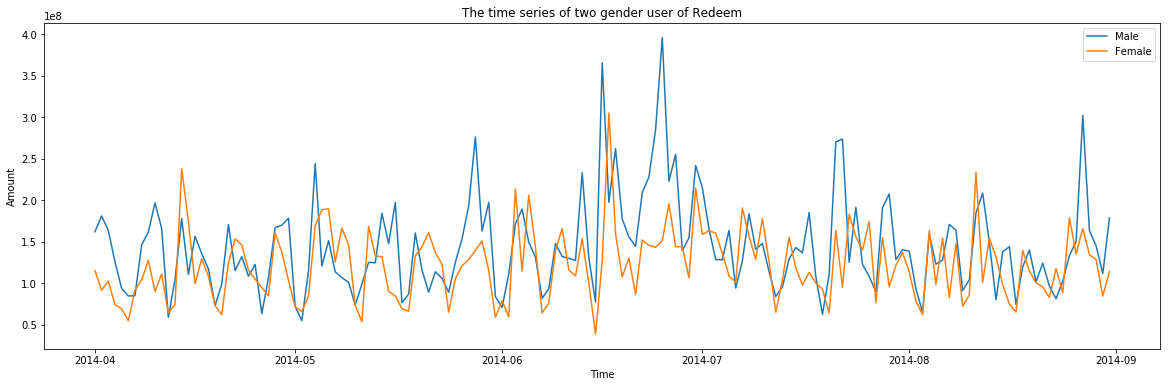 The time series of two gender user of Redeem
1e8
Male
Female
4.0
3.5
3.0
2.5
2.0
1.5
1.0
0.5
Amount
2014-04
2014-05
2014-06
2014-07
2014-08
2014-09
Time